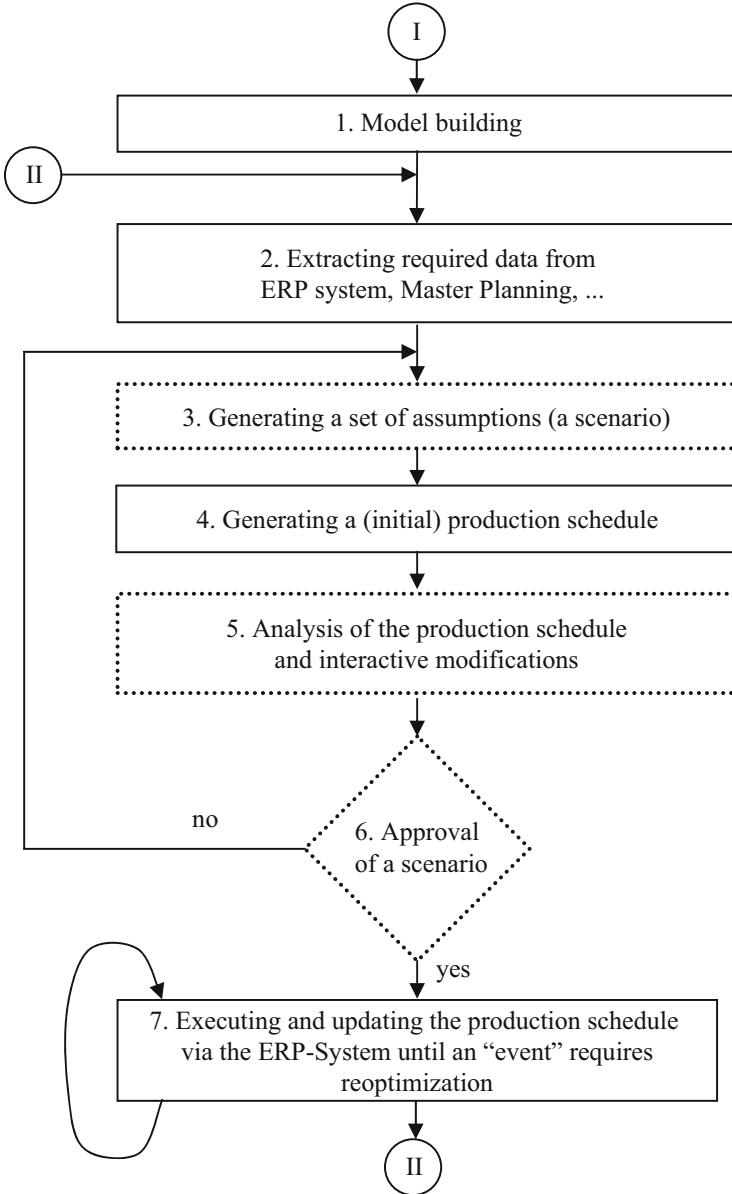 I
1. Model building
II
2. Extracting required data from
ERP system, Master Planning, ...
3. Generating a set of assumptions (a scenario)
4. Generating a (initial) production schedule
5. Analysis of the production schedule
and interactive modifications
no
6. Approval
of a scenario
yes
7. Executing and updating the production schedule
via the ERP-System until an “event” requires
reoptimization
II